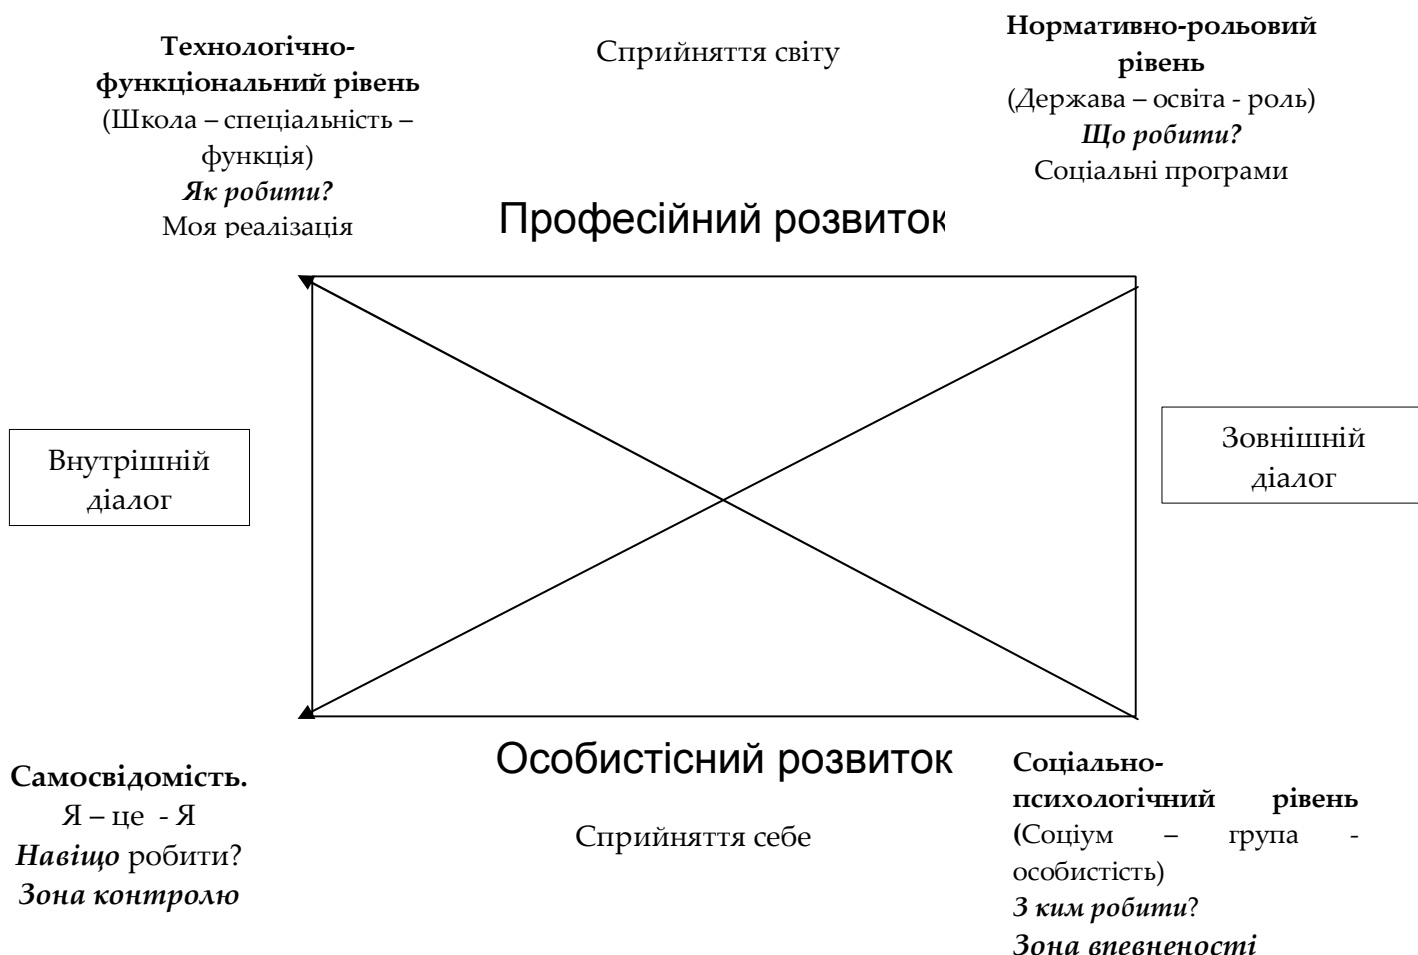 Технологічно-
функціональний рівень
(Школа – спеціальність –
функція)
Як робити?
Моя реалізація
Сприйняття світу
Нормативно-рольовий
рівень
(Держава – освіта - роль)
Що робити?
Соціальні програми
Професійний розвиток
Внутрішній
діалог
Зовнішній
діалог
Самосвідомість.
Я – це - Я
Навіщо робити?
Зона контролю
Особистісний розвиток
Сприйняття себе
Соціально-
психологічний рівень
(Соціум – група -
особистість)
З ким робити?
Зона впевненості